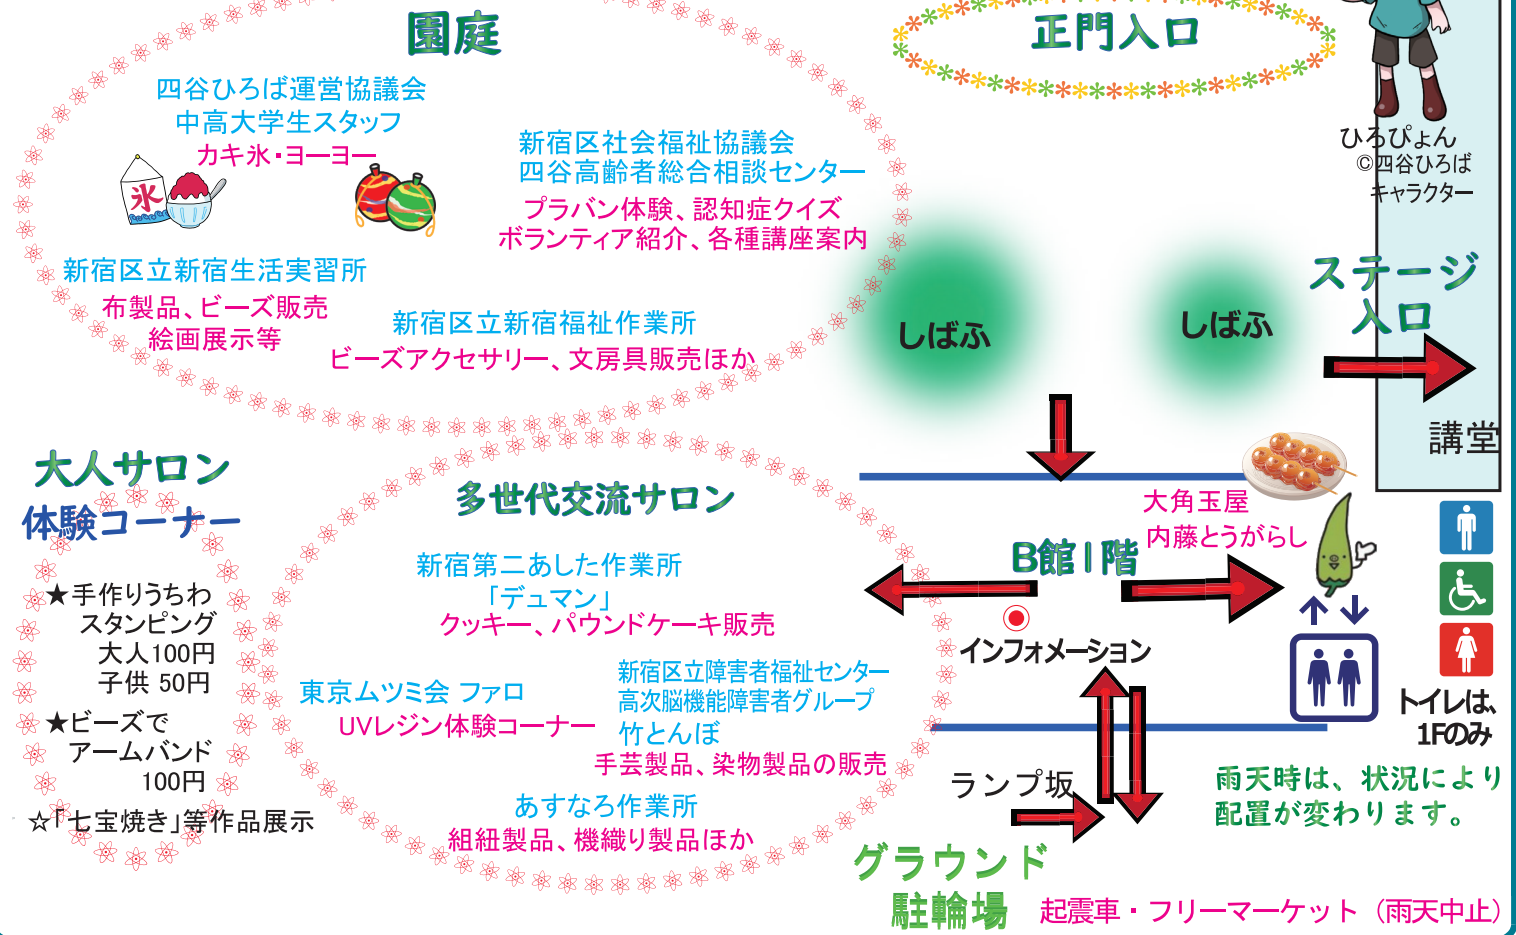 園庭
四谷ひろば運営協議会
中高大学生スタッフ
カキ氷・ヨーヨー
氷
新宿区社会福祉協議会
四谷高齢者総合相談センター
プラバン体験、認知症クイズ
ボランティア紹介、各種講座案内
新宿区立新宿生活実習所
布製品、ビーズ販売
絵画展示等
新宿区立新宿福祉作業所
ビーズアクセサリー、文房具販売ほか
正門入口
ひろぴょん
©四谷ひろば
キャラクター
しばふ
しばふ
ステージ
入口
講堂
大人サロン
体験コーナー
★手作りうちわ
スタンピング
大人100円
子供 50円
★ビーズで
アームバンド
100円
☆「七宝焼き」等作品展示
多世代交流サロン
新宿第二あした作業所
「デュマン」
クッキー、パウンドケーキ販売
東京ムツミ会 ファロ
UVレジン体験コーナー
新宿区立障害者福祉センター
高次脳機能障害者グループ
竹とんぼ
手芸製品、染物製品の販売
あすなろ作業所
組紐製品、機織り製品ほか
大角玉屋
内藤とうがらし
B館1階
インフォメーション
トイレは、
1Fのみ
ランプ坂
雨天時は、状況により
配置が変わります。
グラウンド
駐輪場
起震車・フリーマーケット（雨天中止）